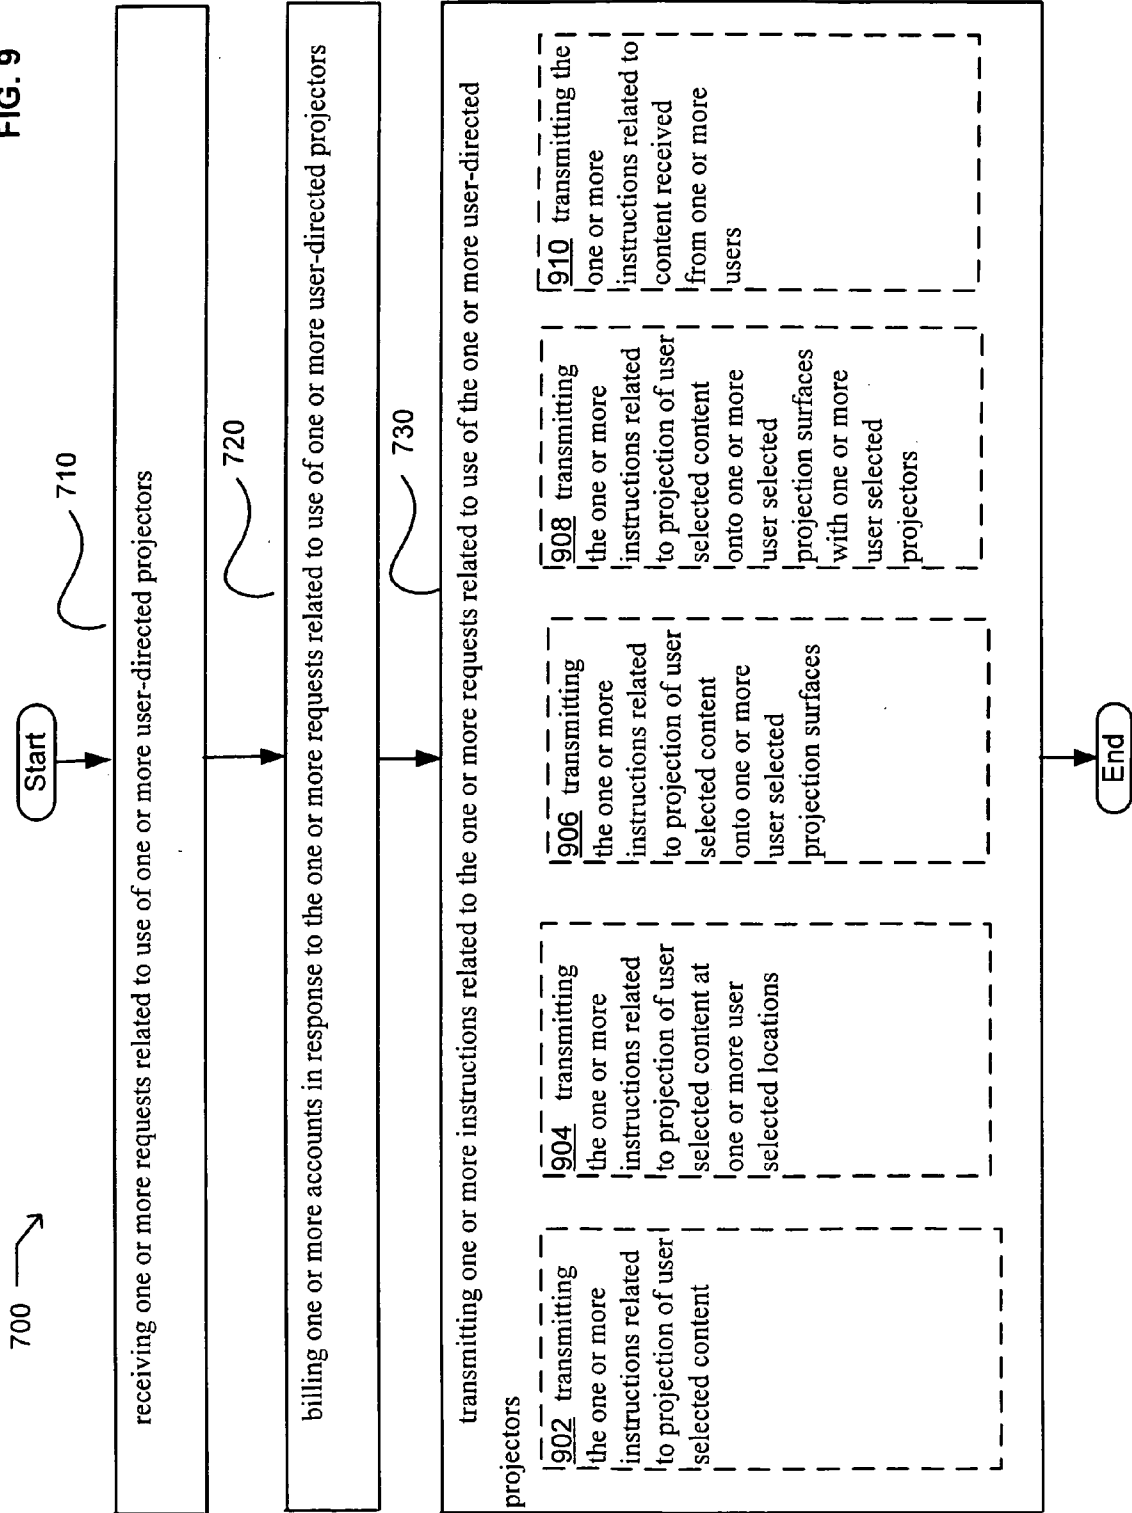 FIG. 9
700
Start
710
receiving one or more requests related to use of one or more user-directed projectors
720
billing one or more accounts in response to the one or more requests related to use of one or more user-directed projectors
730
transmitting one or more instructions related to the one or more requests related to use of the one or more user-directed
projectors
902 transmitting
the one or more
instructions related
to projection of user
selected content
904 transmitting
the one or more
instructions related
to projection of user
selected content at
one or more user
selected locations
906 transmitting
the one or more
instructions related
to projection of user
selected content
onto one or more
user selected
projection surfaces
908 transmitting
the one or more
instructions related
to projection of user
selected content
onto one or more
user selected
projection surfaces
with one or more
user selected
projectors
910 transmitting the
one or more
instructions related to
content received
from one or more
users
End